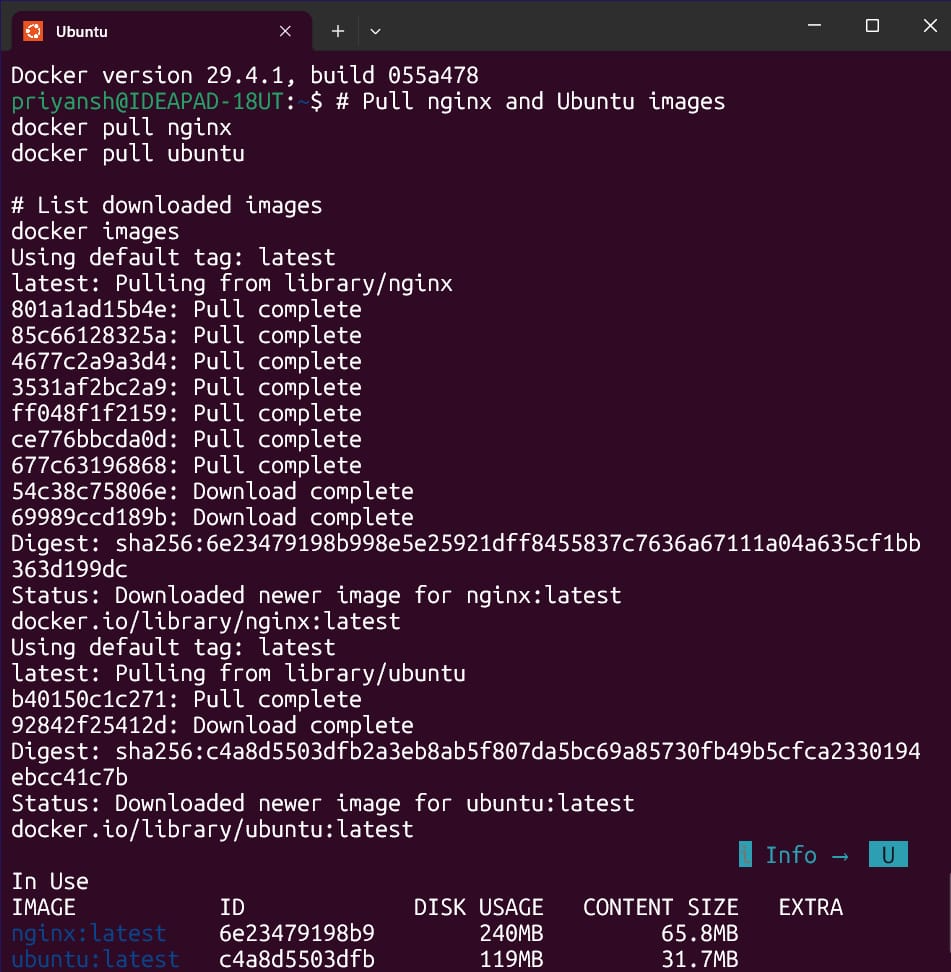 Ubuntu
Docker version 29.4.1, build 055a478
priyansh@IDEAPAD-18UT:~$ # Pull nginx and Ubuntu images
docker pull nginx
docker pull ubuntu
# List downloaded images
docker images
Using default tag: latest
latest: Pulling from library/nginx
801a1ad15b4e: Pull complete
85c66128325a: Pull complete
4677c2a9a3d4: Pull complete
3531af2bc2a9: Pull complete
ff048f1f2159: Pull complete
ce776bbcda0d: Pull complete
677c63196868: Pull complete
54c38c75806e: Download complete
69989ccd189b: Download complete
Digest: sha256:6e23479198b998e5e25921dff8455837c7636a67111a04a635cf1bb
363d199dc
Status: Downloaded newer image for nginx:latest
docker.io/library/nginx:latest
Using default tag: latest
latest: Pulling from library/ubuntu
b40150c1c271: Pull complete
92842f25412d: Download complete
Digest: sha256:c4a8d5503dfb2a3eb8ab5f807da5bc69a85730fb49b5cfca2330194
ebcc41c7b
Status: Downloaded newer image for ubuntu:latest
docker.io/library/ubuntu:latest
Info → U
In Use
IMAGE ID DISK USAGE CONTENT SIZE EXTRA
nginx:latest 6e23479198b9 240MB 65.8MB
ubuntu:latest c4a8d5503dfb 119MB 31.7MB